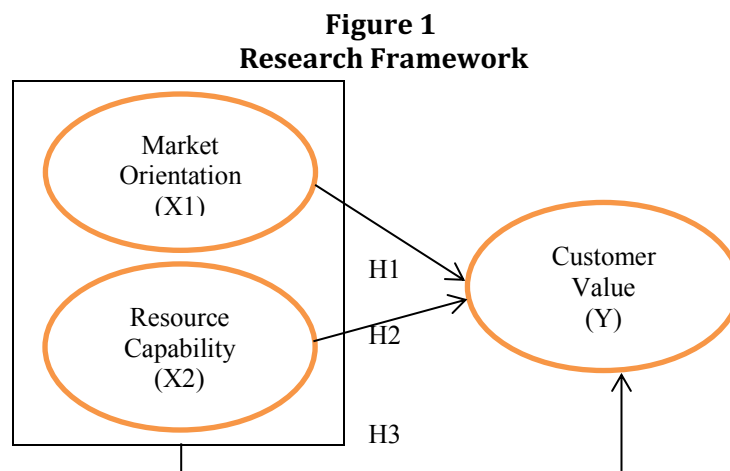 Figure 1
Research Framework
Market
Orientation
(X1)
H1
Customer
Value
(Y)
Resource
Capability
(X2)
H2
H3